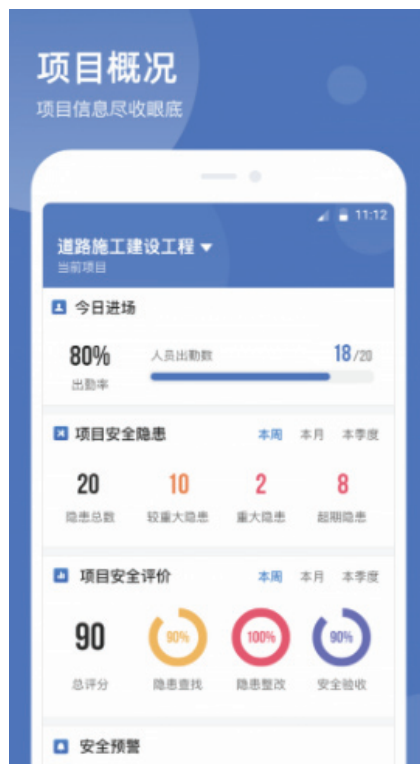 项目概况
项目信息尽收眼底
11:12
道路施工建设工程
当前项目
今日进场
80% 人员出勤数 18/20
出勤率
项目安全隐患 本周 本月 本季度
20 10 2 8
隐患总数 较重大隐患 重大隐患 超期隐患
项目安全评价 本周 本月 本季度
90 90% 100% 90%
总评分 隐患查找 隐患整改 安全验收
安全预警